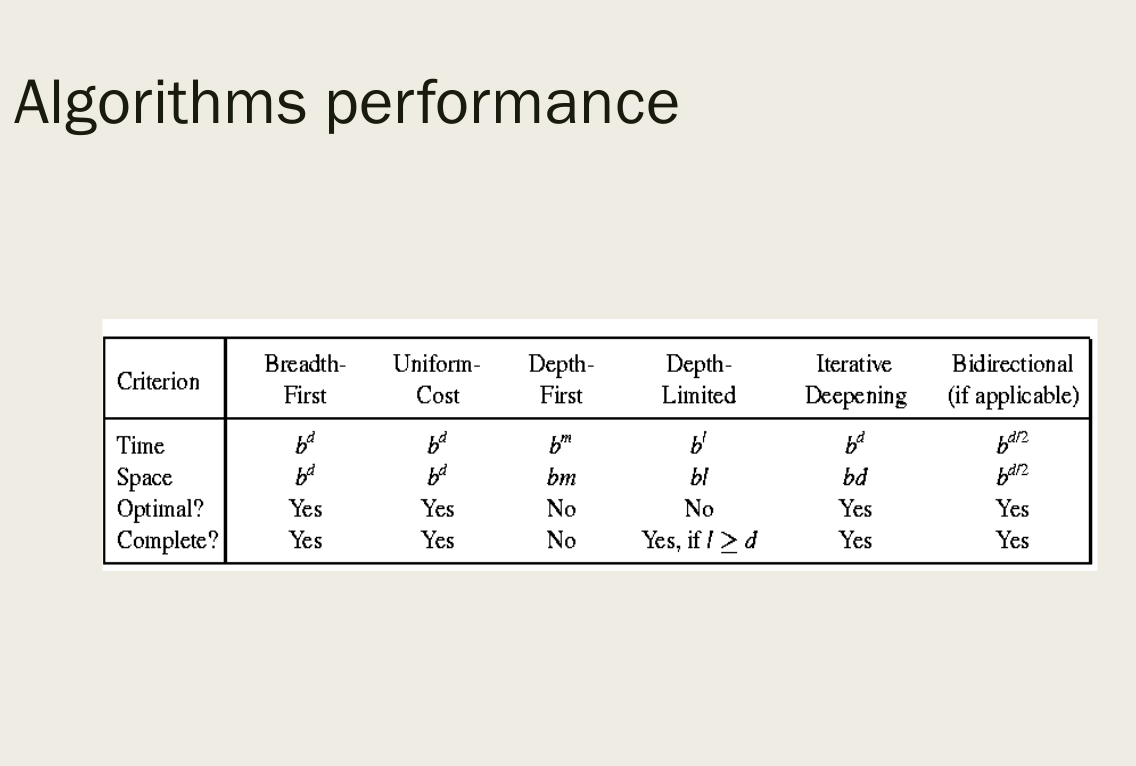 Algorithms performance
Criterion Breadth-First Uniform-Cost Depth-First Depth-Limited Iterative Deepening Bidirectional (if applicable)
Time b^d b^d b^m b^l b^d b^{d/2}
Space b^d b^d bm bl bd b^{d/2}
Optimal? Yes Yes No No Yes Yes
Complete? Yes Yes No Yes, if l ≥ d Yes Yes